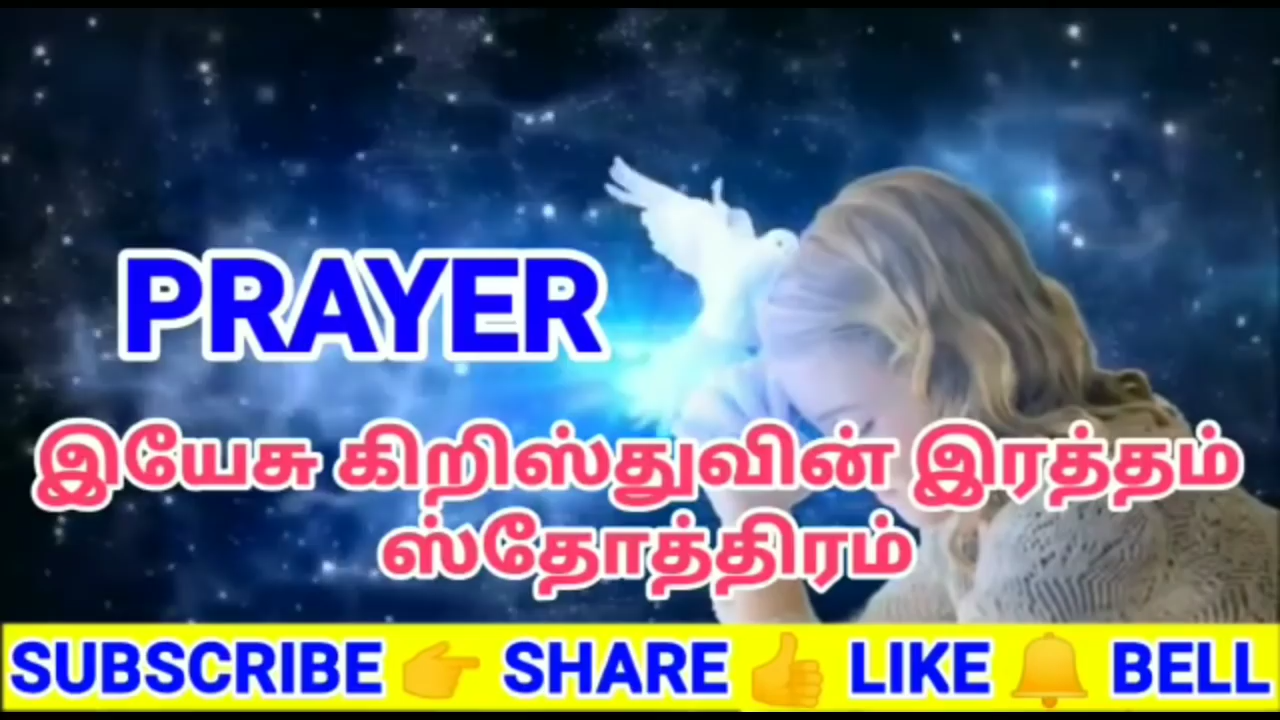 PRAYER
இயேசு கிறிஸ்துவின் இரத்தம்
ஸ்தோத்திரம்
SUBSCRIBE 👉 SHARE 👍 LIKE 🔔 BELL